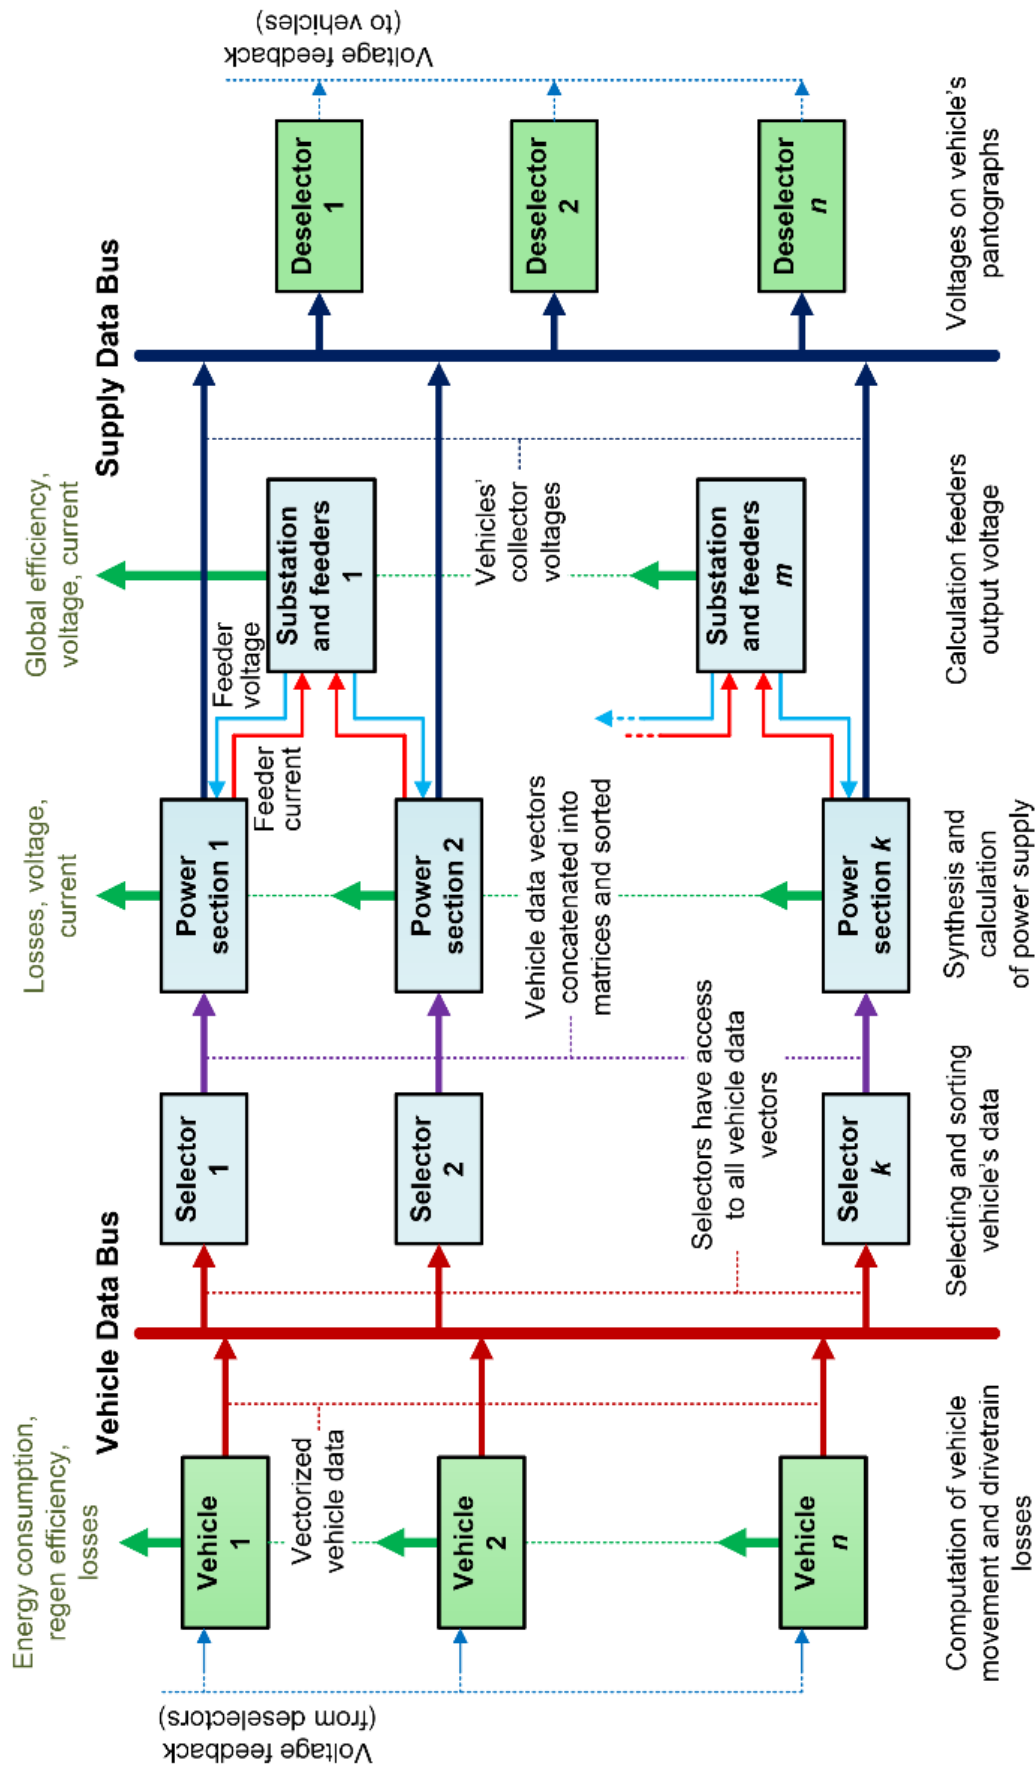 Energy consumption,
regen efficiency,
losses
Losses, voltage,
current
Global efficiency,
voltage, current
Vehicle Data Bus
Supply Data Bus
Voltage feedback
(from deselectors)
Vehicle
1
Vehicle
2
Vehicle
n
Vectorized
vehicle data
Selector
1
Selector
2
Selector
k
Selectors have access
to all vehicle data
vectors
Power
section 1
Power
section 2
Power
section k
Vehicle data vectors
concatenated into
matrices and sorted
Feeder
voltage
Feeder
current
Substation
and feeders
1
Substation
and feeders
m
Vehicles'
collector
voltages
Deselector
1
Deselector
2
Deselector
n
Voltage feedback
(to vehicles)
Computation of vehicle
movement and drivetrain
losses
Selecting and sorting
vehicle's data
Synthesis and
calculation
of power supply
Calculation feeders
output voltage
Voltages on vehicle's
pantographs